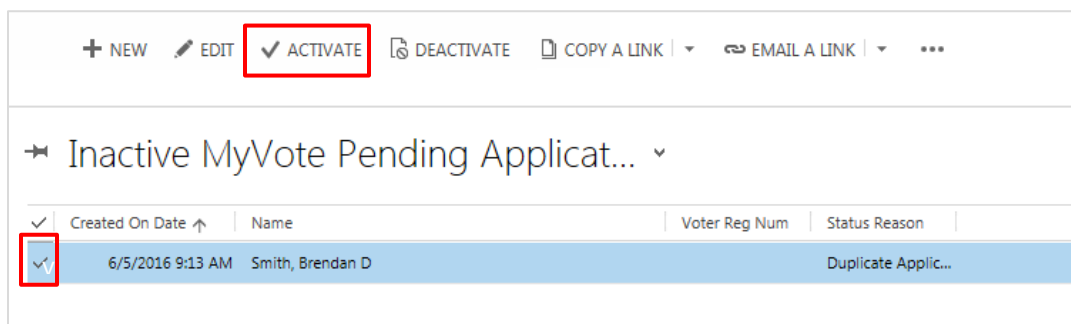 NEW EDIT ACTIVATE DEACTIVATE COPY A LINK EMAIL A LINK ...
Inactive MyVote Pending Applicat...
Created On Date Name Voter Reg Num Status Reason
6/5/2016 9:13 AM Smith, Brendan D Duplicate Applic...